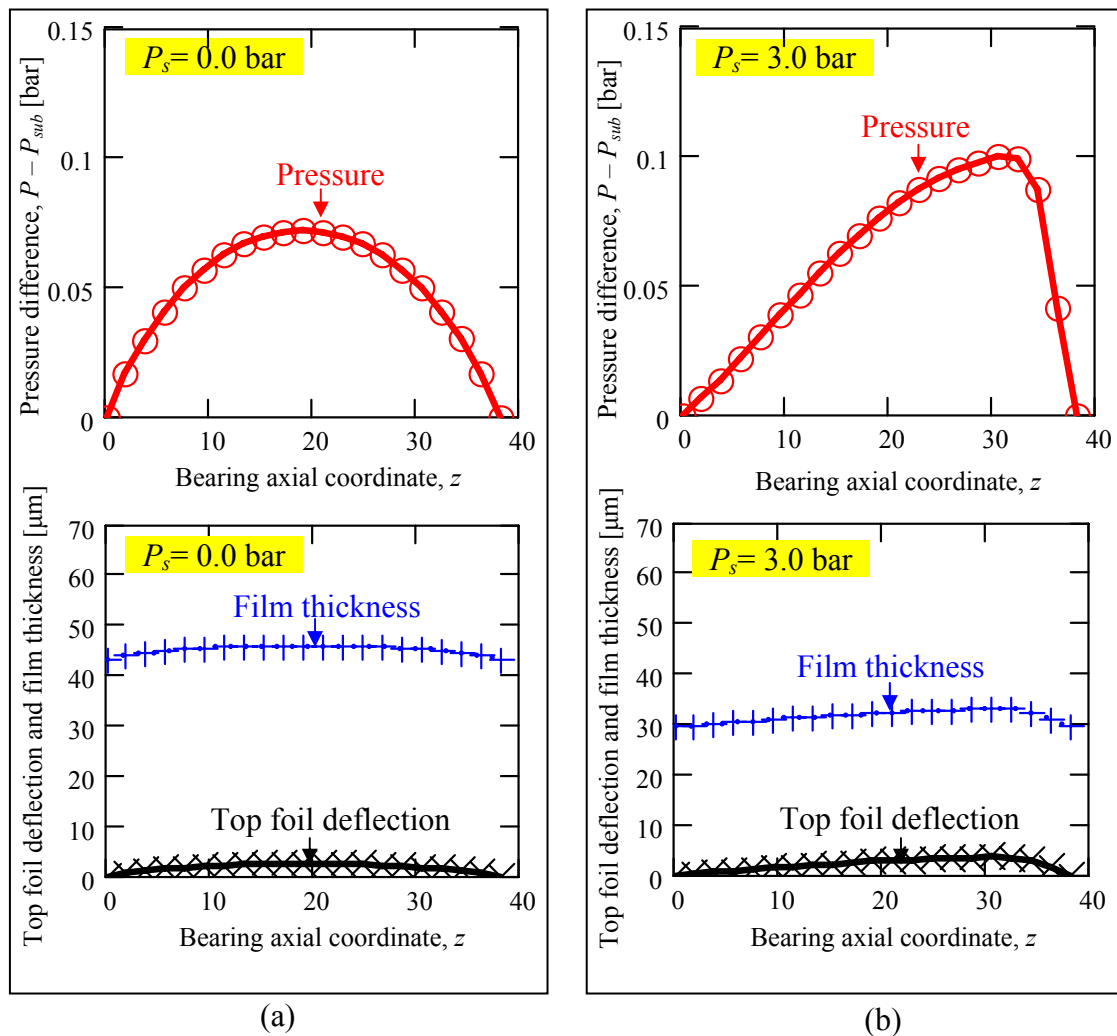 Pressure difference, P – Psub [bar]
0.15
0.1
0.05
0
Ps= 0.0 bar
Pressure
0 10 20 30 40
Bearing axial coordinate, z
Top foil deflection and film thickness [μm]
70
60
50
40
30
20
10
0
Ps= 0.0 bar
Film thickness
Top foil deflection
0 10 20 30 40
Bearing axial coordinate, z
(a)
Pressure difference, P – Psub [bar]
0.15
0.1
0.05
0
Ps= 3.0 bar
Pressure
0 10 20 30 40
Bearing axial coordinate, z
Top foil deflection and film thickness [μm]
70
60
50
40
30
20
10
0
Ps= 3.0 bar
Film thickness
Top foil deflection
0 10 20 30 40
Bearing axial coordinate, z
(b)